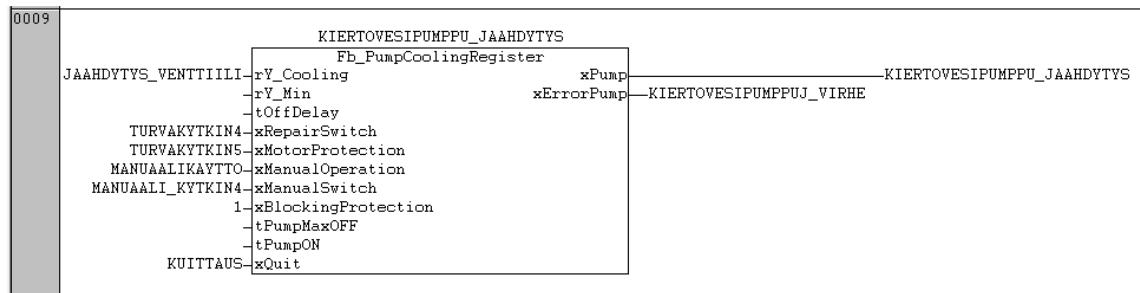 0009
KIERTOVESIPUMPPU_JAAHDYTYS
Fb_PumpCoolingRegister
JAAHDYTYS_VENTTIILI rY_Cooling xPump KIERTOVESIPUMPPU_JAAHDYTYS
rY_Min xErrorPump KIERTOVESIPUMPPUJ_VIRHE
tOffDelay
TURVAKYTKIN4 xRepairSwitch
TURVAKYTKIN5 xMotorProtection
MANUAALIKAYTTO xManualOperation
MANUAALI_KYTKIN4 xManualSwitch
1 xBlockingProtection
tPumpMaxOFF
tPumpON
KUITTAUS xQuit